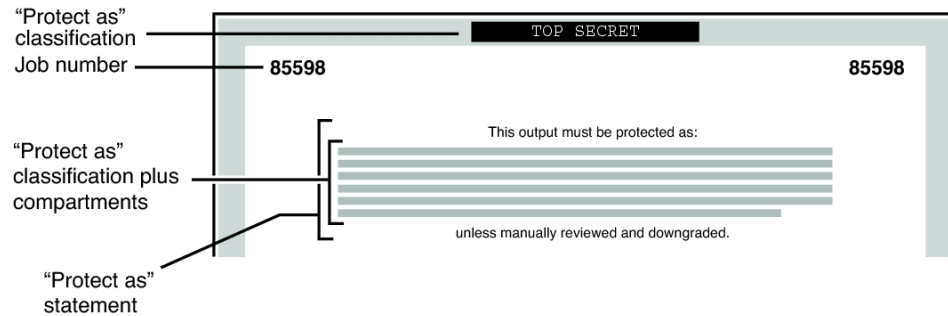 “Protect as”
classification
TOP SECRET
Job number
85598
85598
This output must be protected as:
“Protect as”
classification plus
compartments
unless manually reviewed and downgraded.
“Protect as”
statement